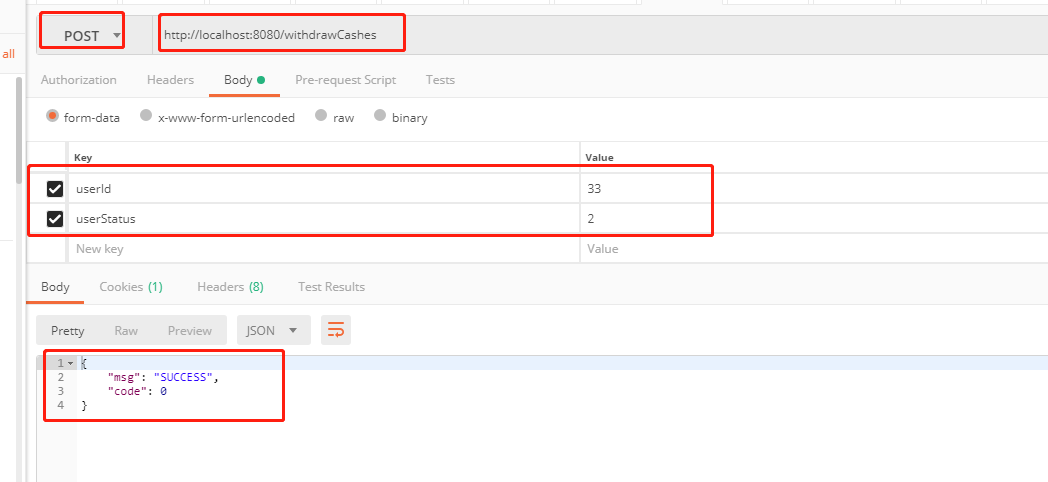 POST http://localhost:8080/withdrawCashes
all
Authorization Headers Body Pre-request Script Tests
form-data x-www-form-urlencoded raw binary
Key Value
userId 33
userStatus 2
New key Value
Body Cookies (1) Headers (8) Test Results
Pretty Raw Preview JSON
1 {
2 "msg": "SUCCESS",
3 "code": 0
4 }